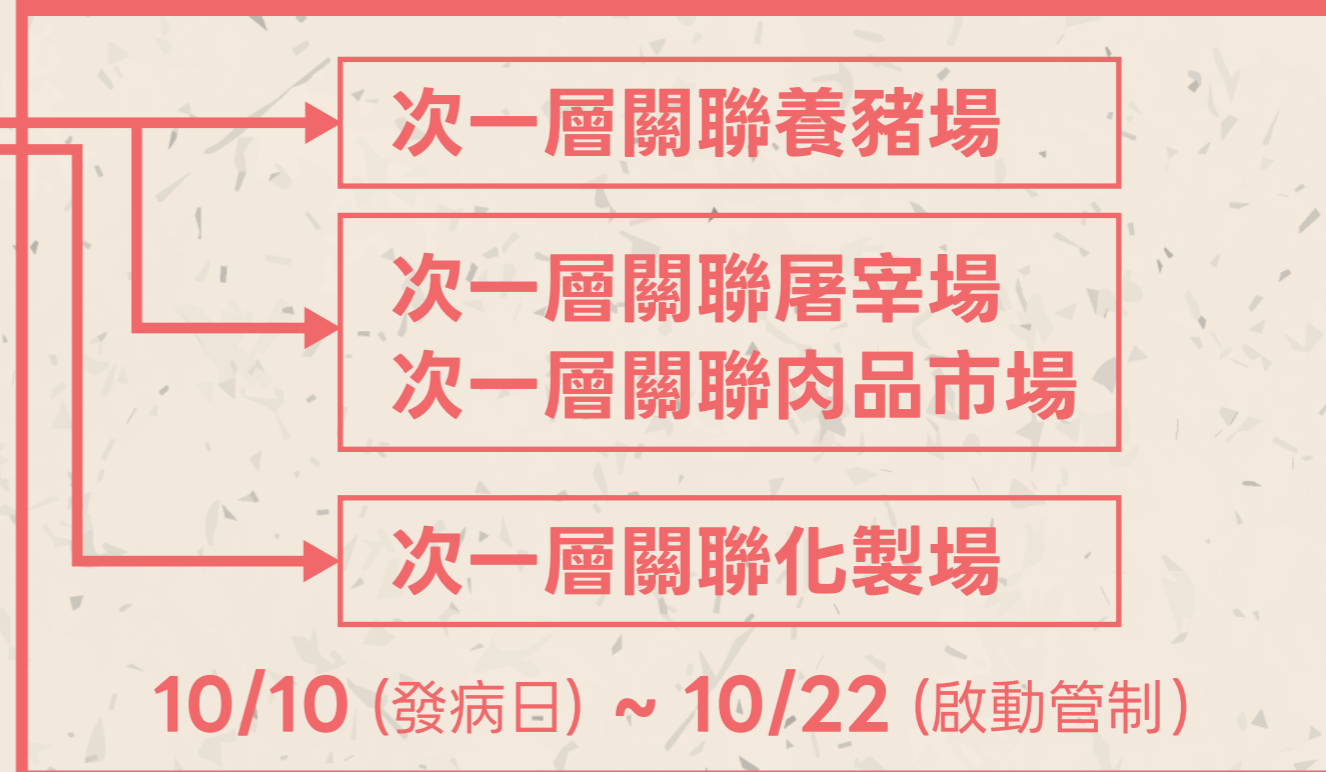 次一層關聯養豬場
次一層關聯屠宰場
次一層關聯肉品市場
次一層關聯化製場
10/10 (發病日) ~ 10/22 (啟動管制)